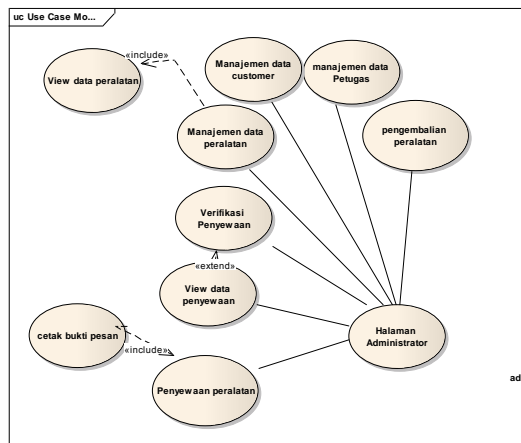 uc Use Case Mo...
«include»
View data peralatan
Manajemen data
customer
manajemen data
Petugas
Manajemen data
peralatan
pengembalian
peralatan
Verifikasi
Penyewaan
«extend»
View data
penyewaan
cetak bukti pesan
«include»
Halaman
Administrator
Penyewaan peralatan
ad